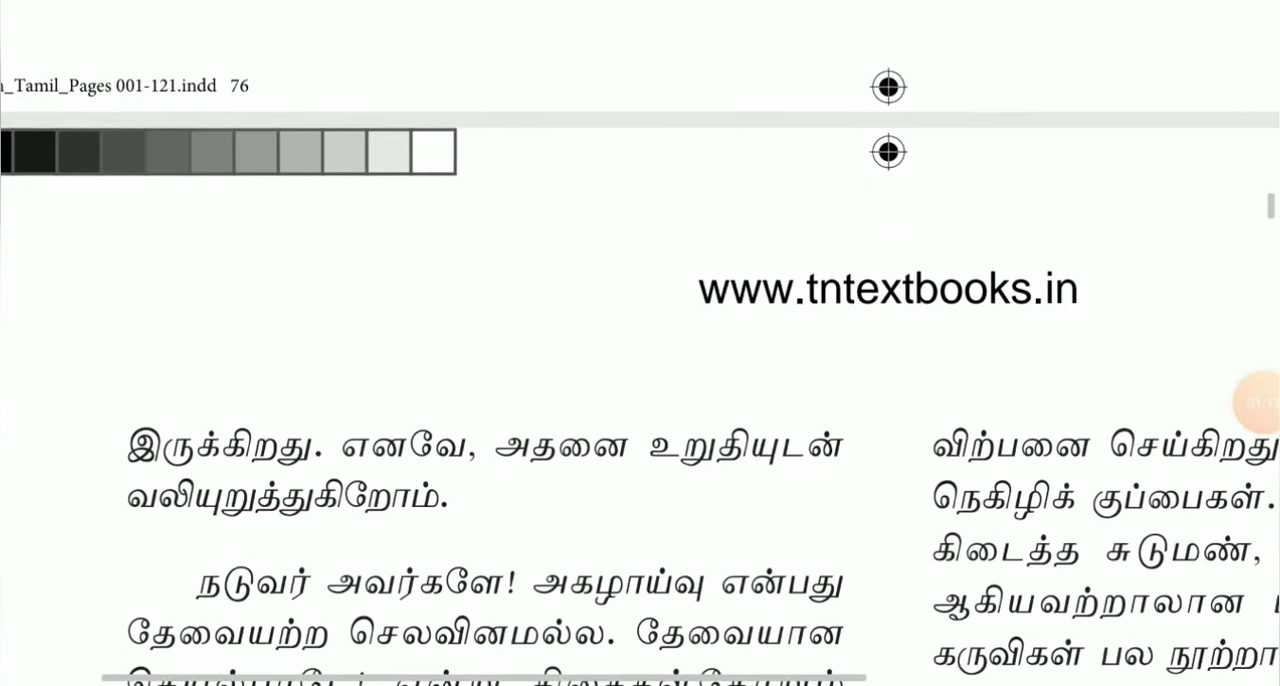 _Tamil_Pages 001-121.indd 76
www.tntextbooks.in
இருக்கிறது. எனவே, அதனை உறுதியுடன்
வலியுறுத்துகிறோம்.
நடுவர் அவர்களே! அகழாய்வு என்பது
தேவையற்ற செலவினமல்ல. தேவையான
விற்பனை செய்கிறது
நெகிழிக் குப்பைகள்.
கிடைத்த சுடுமண்,
ஆகியவற்றாலான
கருவிகள் பல நூற்றா